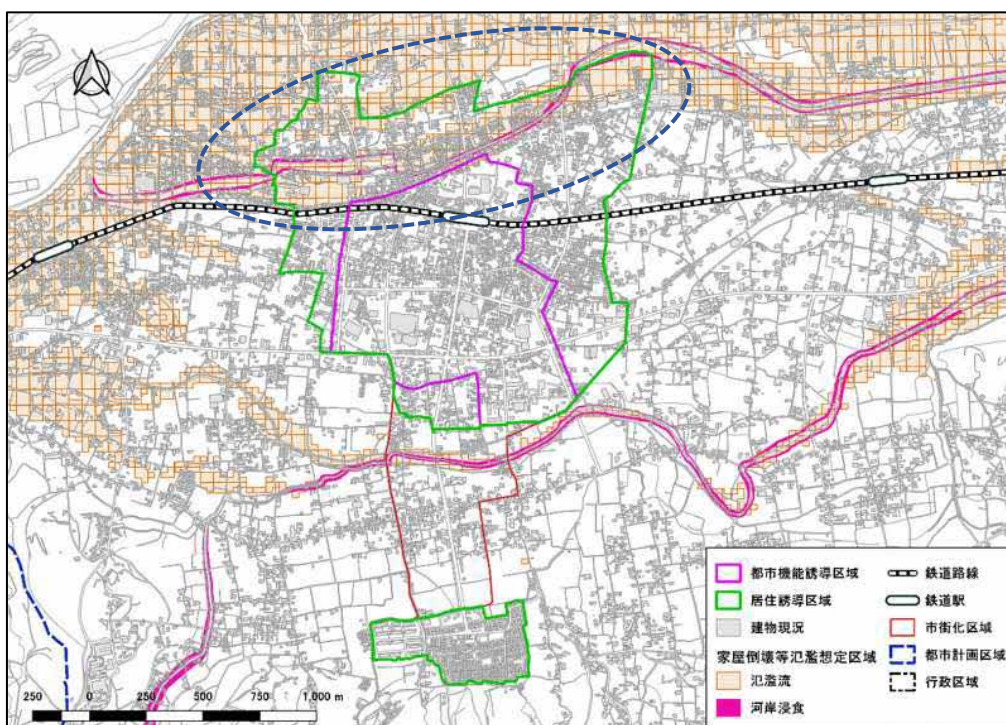 都市機能誘導区域
居住誘導区域
建物現況
家屋倒壊等氾濫想定区域
氾濫流
河岸浸食
鉄道路線
鉄道駅
市街化区域
都市計画区域
行政区域
250 0 250 500 750 1,000 m